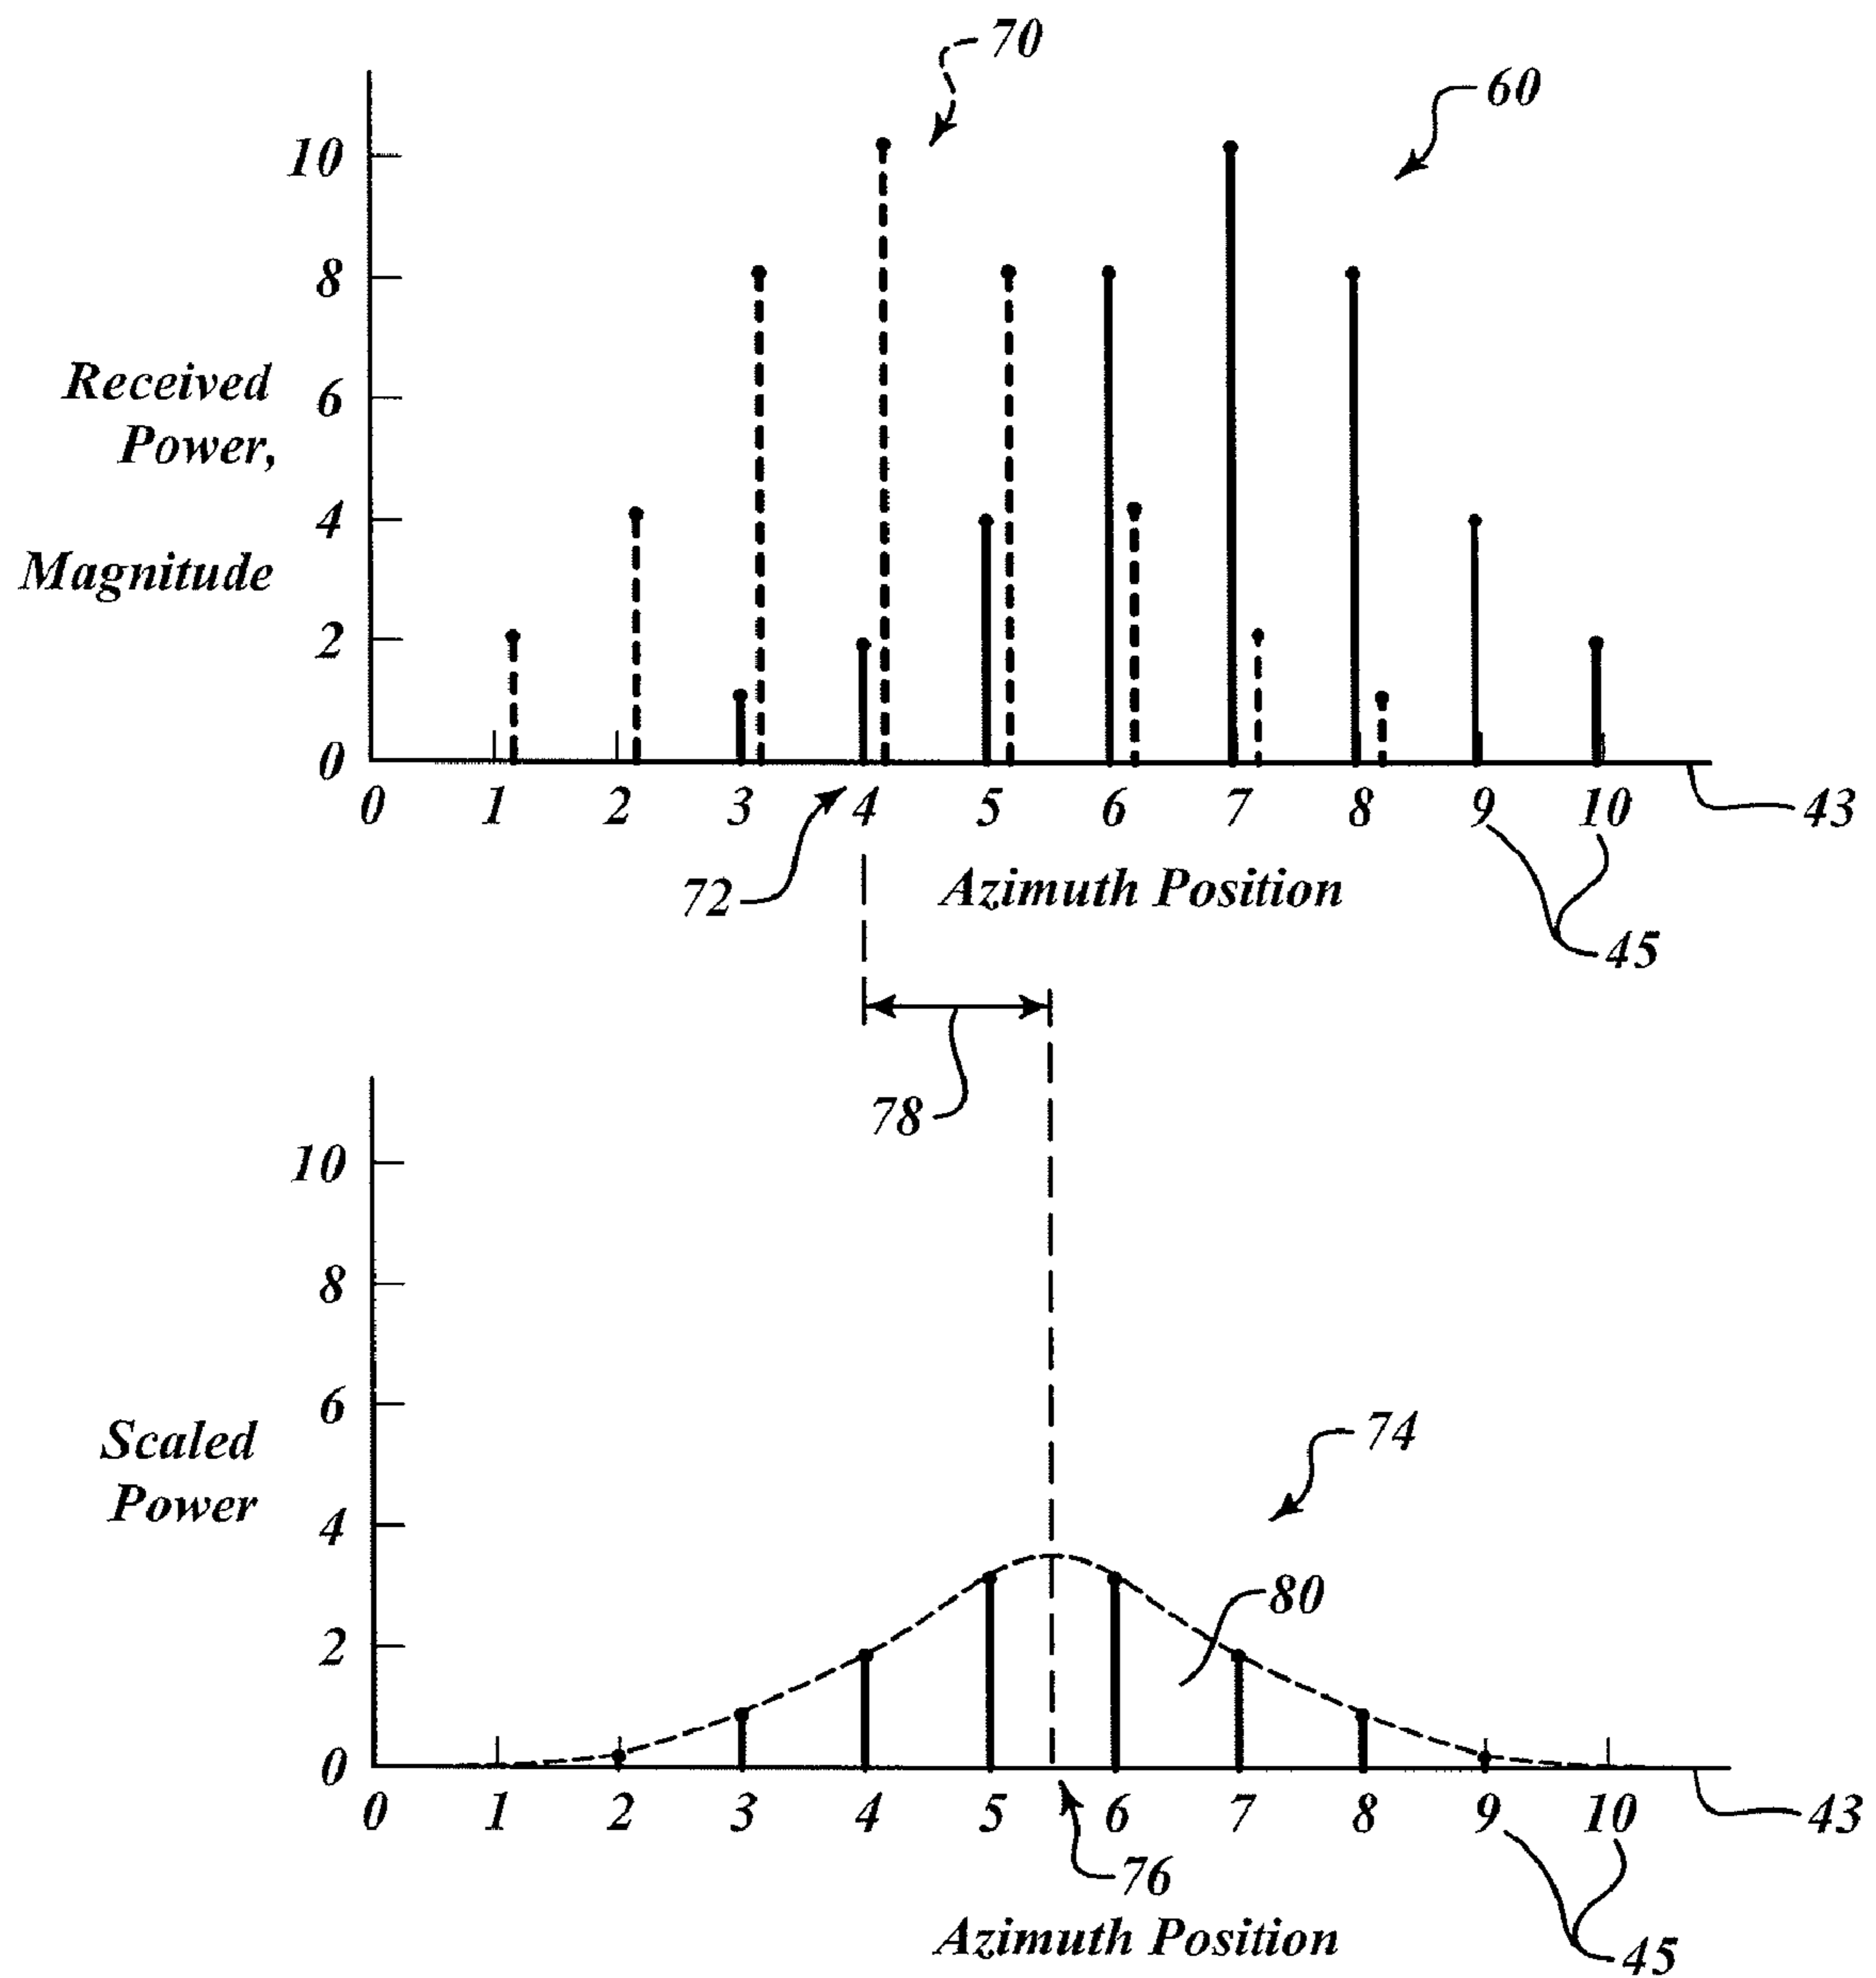 70
60
10
8
Received
6
Power,
4
Magnitude
2
0
0 1 2 3 4 5 6 7 8 9 10
43
72
Azimuth Position
45
78
10
8
6
74
Scaled
Power
4
80
2
0
0 1 2 3 4 5 6 7 8 9 10
43
76
Azimuth Position
45